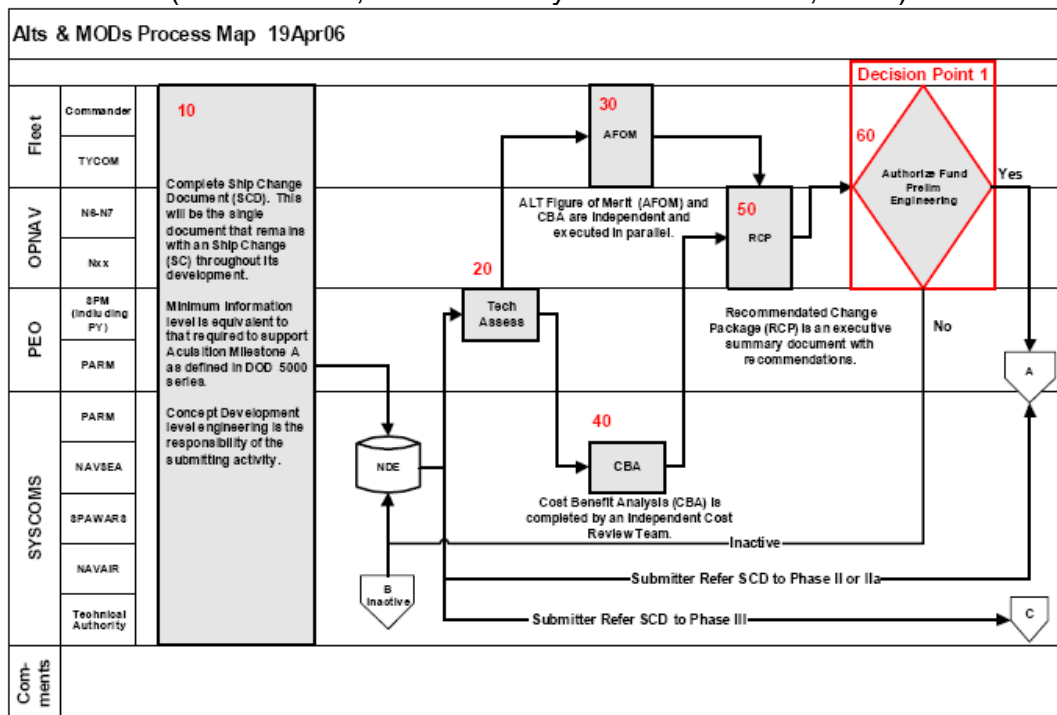 Alts & MODs Process Map 19Apr06
Decision Point 1
Fleet
Commander
TYCOM
OPNAV
N6-N7
Nxx
PEO
SPM
(including
PY)
PARM
SYSCOMS
PARM
NAVSEA
SPAWARS
NAVAIR
Technical
Authority
Com-
ments
10
Complete Ship Change
Document (SCD). This
will be the single
document that remains
with an Ship Change
(SC) throughout its
development.
Minimum information
level is equivalent to
that required to support
Acuisition Milestone A
as defined in DOD 5000
series.
Concept Development
level engineering is the
responsibility of the
submitting activity.
NDE
B
Inactive
20
Tech
Assess
30
AFOM
ALT Figure of Merit (AFOM) and
CBA are independent and
executed in parallel.
40
CBA
Cost Benefit Analysis (CBA) is
completed by an Independent Cost
Review Team.
50
RCP
Recommended Change
Package (RCP) is an executive
summary document with
recommendations.
60
Authorize Fund
Prelim
Engineering
Yes
No
A
Inactive
Submitter Refer SCD to Phase II or IIa
Submitter Refer SCD to Phase III
C